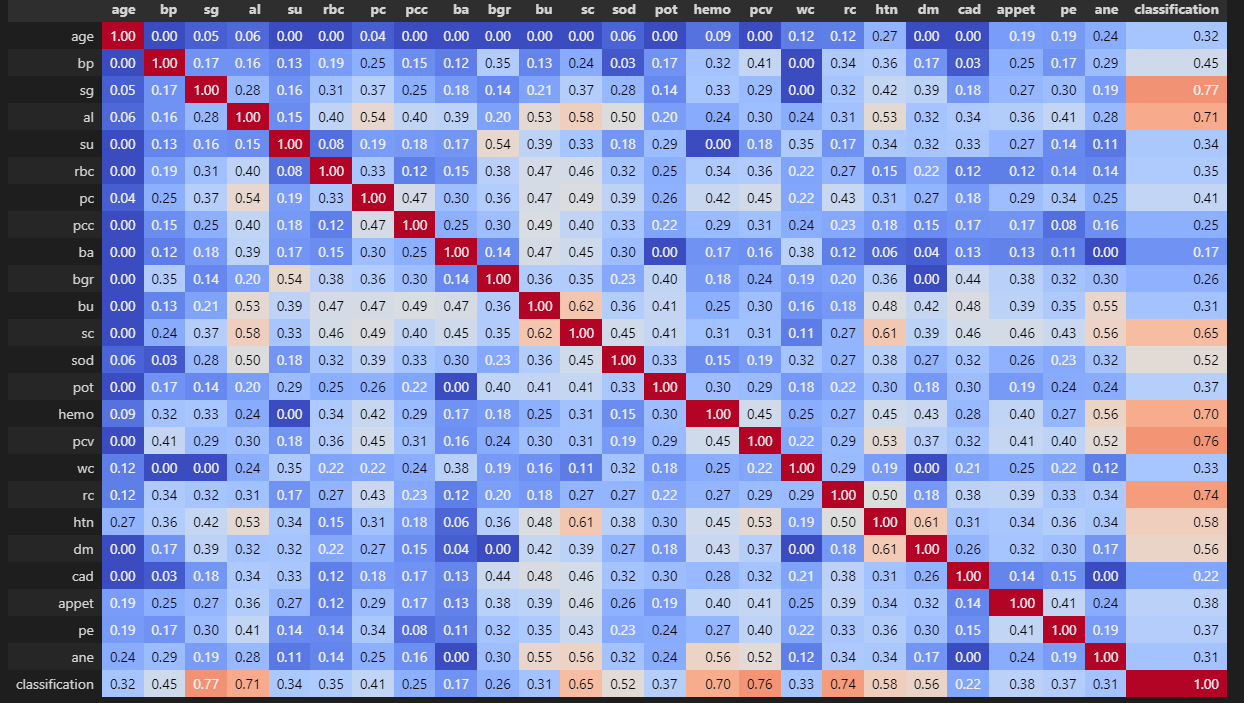 age bp sg al su rbc pc pcc ba bgr bu sc sod pot hemo pcv wc rc htn dm cad appet pe ane classification
age 1.00 0.00 0.05 0.06 0.00 0.00 0.04 0.00 0.00 0.00 0.00 0.00 0.06 0.00 0.09 0.00 0.12 0.12 0.27 0.00 0.00 0.19 0.19 0.24 0.32
bp 0.00 1.00 0.17 0.16 0.13 0.19 0.25 0.15 0.12 0.35 0.13 0.24 0.03 0.17 0.32 0.41 0.00 0.34 0.36 0.17 0.03 0.25 0.17 0.29 0.45
sg 0.05 0.17 1.00 0.28 0.16 0.31 0.37 0.25 0.18 0.14 0.21 0.37 0.28 0.14 0.33 0.29 0.00 0.32 0.42 0.39 0.18 0.27 0.30 0.19 0.77
al 0.06 0.16 0.28 1.00 0.15 0.40 0.54 0.40 0.39 0.20 0.53 0.58 0.50 0.20 0.24 0.30 0.24 0.31 0.53 0.32 0.34 0.36 0.41 0.28 0.71
su 0.00 0.13 0.16 0.15 1.00 0.08 0.19 0.18 0.17 0.54 0.39 0.33 0.18 0.29 0.00 0.18 0.35 0.17 0.34 0.32 0.33 0.27 0.14 0.11 0.34
rbc 0.00 0.19 0.31 0.40 0.08 1.00 0.33 0.12 0.15 0.38 0.47 0.46 0.32 0.25 0.34 0.36 0.22 0.27 0.15 0.22 0.12 0.12 0.14 0.14 0.35
pc 0.04 0.25 0.37 0.54 0.19 0.33 1.00 0.47 0.30 0.36 0.47 0.49 0.39 0.26 0.42 0.45 0.22 0.43 0.31 0.27 0.18 0.29 0.34 0.25 0.41
pcc 0.00 0.15 0.25 0.40 0.18 0.12 0.47 1.00 0.25 0.30 0.49 0.40 0.33 0.22 0.29 0.31 0.24 0.23 0.18 0.15 0.17 0.17 0.08 0.16 0.25
ba 0.00 0.12 0.18 0.39 0.17 0.15 0.30 0.25 1.00 0.14 0.47 0.45 0.30 0.00 0.17 0.16 0.38 0.12 0.06 0.04 0.13 0.13 0.11 0.00 0.17
bgr 0.00 0.35 0.14 0.20 0.54 0.38 0.36 0.30 0.14 1.00 0.36 0.35 0.23 0.40 0.18 0.24 0.19 0.20 0.36 0.00 0.44 0.38 0.32 0.30 0.26
bu 0.00 0.13 0.21 0.53 0.39 0.47 0.47 0.49 0.47 0.36 1.00 0.62 0.36 0.41 0.25 0.30 0.16 0.18 0.48 0.42 0.48 0.39 0.35 0.55 0.31
sc 0.00 0.24 0.37 0.58 0.33 0.46 0.49 0.40 0.45 0.35 0.62 1.00 0.45 0.41 0.31 0.31 0.11 0.27 0.61 0.39 0.46 0.46 0.43 0.56 0.65
sod 0.06 0.03 0.28 0.50 0.18 0.32 0.39 0.33 0.30 0.23 0.36 0.45 1.00 0.33 0.15 0.19 0.32 0.27 0.38 0.27 0.32 0.26 0.23 0.32 0.52
pot 0.00 0.17 0.14 0.20 0.29 0.25 0.26 0.22 0.00 0.40 0.41 0.41 0.33 1.00 0.30 0.29 0.18 0.22 0.30 0.18 0.30 0.19 0.24 0.24 0.37
hemo 0.09 0.32 0.33 0.24 0.00 0.34 0.42 0.29 0.17 0.18 0.25 0.31 0.15 0.30 1.00 0.45 0.25 0.27 0.45 0.43 0.28 0.40 0.27 0.56 0.70
pcv 0.00 0.41 0.29 0.30 0.18 0.36 0.45 0.31 0.16 0.24 0.30 0.31 0.19 0.29 0.45 1.00 0.22 0.29 0.53 0.37 0.32 0.41 0.40 0.52 0.76
wc 0.12 0.00 0.00 0.24 0.35 0.22 0.22 0.24 0.38 0.19 0.16 0.11 0.32 0.18 0.25 0.22 1.00 0.29 0.19 0.00 0.21 0.25 0.22 0.12 0.33
rc 0.12 0.34 0.32 0.31 0.17 0.27 0.43 0.23 0.12 0.20 0.18 0.27 0.27 0.22 0.27 0.29 0.29 1.00 0.50 0.18 0.38 0.39 0.33 0.34 0.74
htn 0.27 0.36 0.42 0.53 0.34 0.15 0.31 0.18 0.06 0.36 0.48 0.61 0.38 0.30 0.45 0.53 0.19 0.50 1.00 0.61 0.31 0.34 0.36 0.34 0.58
dm 0.00 0.17 0.39 0.32 0.32 0.22 0.27 0.15 0.04 0.00 0.42 0.39 0.27 0.18 0.43 0.37 0.00 0.18 0.61 1.00 0.26 0.32 0.30 0.17 0.56
cad 0.00 0.03 0.18 0.34 0.33 0.12 0.18 0.17 0.13 0.44 0.48 0.46 0.32 0.30 0.28 0.32 0.21 0.38 0.31 0.26 1.00 0.14 0.15 0.00 0.22
appet 0.19 0.25 0.27 0.36 0.27 0.12 0.29 0.17 0.13 0.38 0.39 0.46 0.26 0.19 0.40 0.41 0.25 0.39 0.34 0.32 0.14 1.00 0.41 0.24 0.38
pe 0.19 0.17 0.30 0.41 0.14 0.14 0.34 0.08 0.11 0.32 0.35 0.43 0.23 0.24 0.27 0.40 0.22 0.33 0.36 0.30 0.15 0.41 1.00 0.19 0.37
ane 0.24 0.29 0.19 0.28 0.11 0.14 0.25 0.16 0.00 0.30 0.55 0.56 0.32 0.24 0.56 0.52 0.12 0.34 0.34 0.17 0.00 0.24 0.19 1.00 0.31
classification 0.32 0.45 0.77 0.71 0.34 0.35 0.41 0.25 0.17 0.26 0.31 0.65 0.52 0.37 0.70 0.76 0.33 0.74 0.58 0.56 0.22 0.38 0.37 0.31 1.00